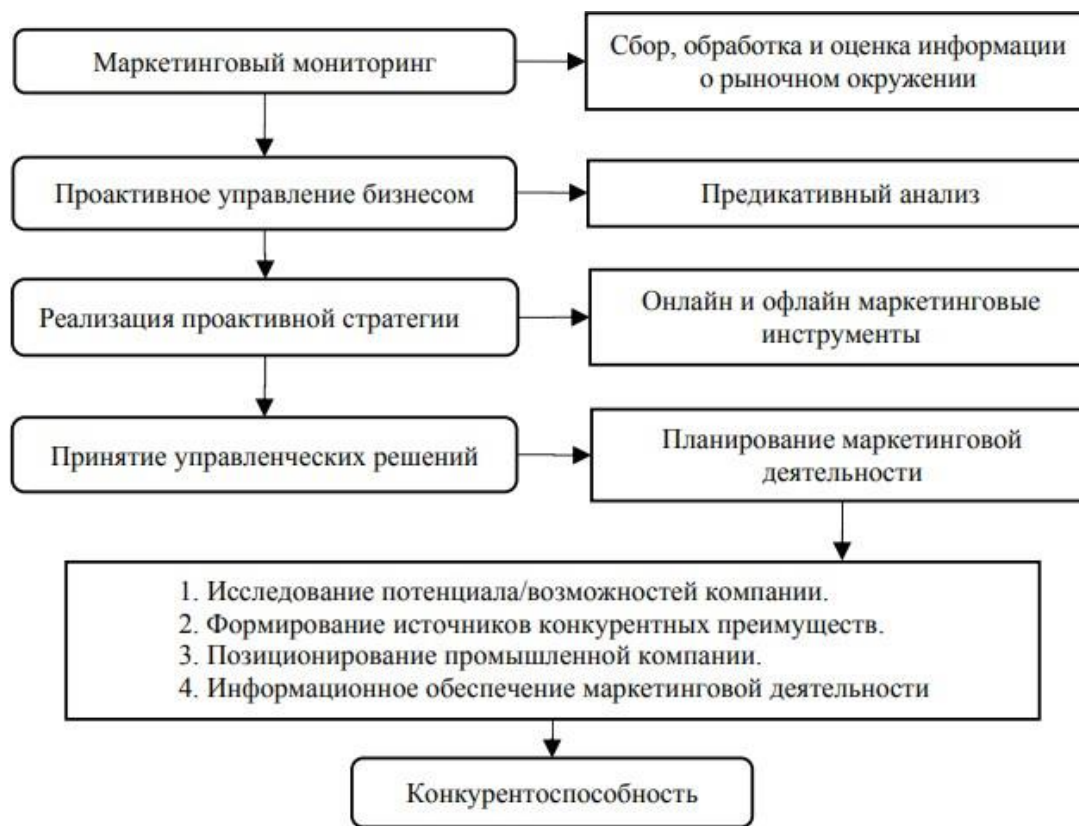 Маркетинговый мониторинг
Сбор, обработка и оценка информации
о рыночном окружении
Проактивное управление бизнесом
Предикативный анализ
Реализация проактивной стратегии
Онлайн и офлайн маркетинговые
инструменты
Принятие управленческих решений
Планирование маркетинговой
деятельности
1. Исследование потенциала/возможностей компании.
2. Формирование источников конкурентных преимуществ.
3. Позиционирование промышленной компании.
4. Информационное обеспечение маркетинговой деятельности
Конкурентоспособность